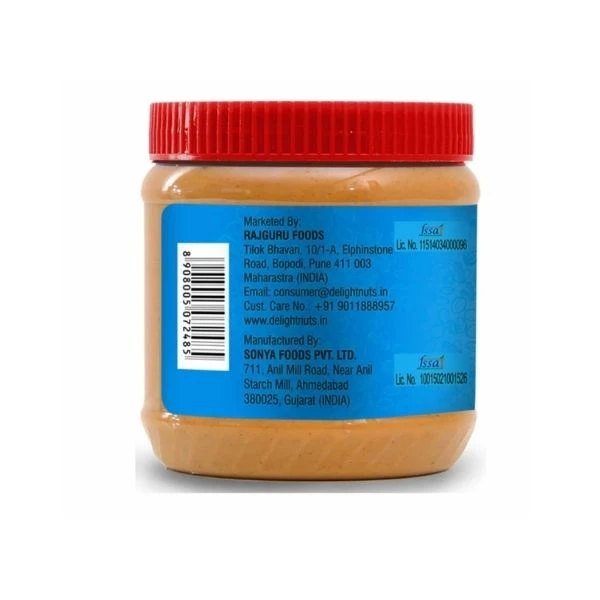 Marketed By:
RAJGURU FOODS
Tilok Bhavan, 10/1-A, Elphinstone
Road, Bopodi, Pune 411 003
Maharastra (INDIA)
Email: consumer@delightnuts.in
Cust. Care No.: +91 9011888957
www.delightnuts.in
Manufactured By:
SONYA FOODS PVT. LTD.
711, Anil Mill Road, Near Anil
Starch Mill, Ahmedabad
380025, Gujarat (INDIA)
fssai
Lic. No. 11514034000096
fssai
Lic. No. 10015021001526
8 908005 072485